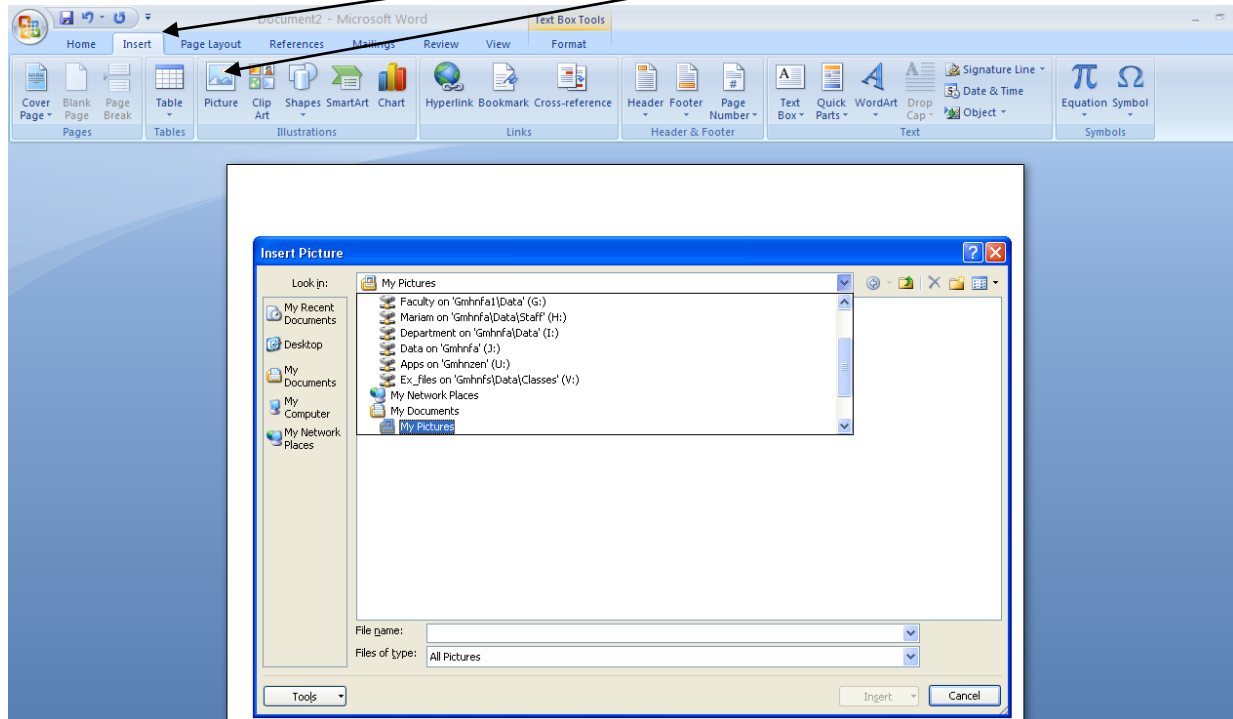 Document2 - Microsoft Word Text Box Tools
Home Insert Page Layout References Mailings Review View Format
Cover Page Blank Page Page Break
Pages
Table
Tables
Picture Clip Art Shapes SmartArt Chart
Illustrations
Hyperlink Bookmark Cross-reference
Links
Header Footer Page Number
Header & Footer
Text Box Quick Parts WordArt Drop Cap
Signature Line
Date & Time
Object
Text
Equation Symbol
Symbols
Insert Picture
Look in: My Pictures
My Recent Documents
Desktop
My Documents
My Computer
My Network Places
Faculty on 'Gmhnfa1\Data' (G:)
Mariam on 'Gmhnfa\Data\Staff' (H:)
Department on 'Gmhnfa\Data' (I:)
Data on 'Gmhnfa' (J:)
Apps on 'Gmhnzen' (U:)
Ex_files on 'Gmhnfs\Data\Classes' (V:)
My Network Places
My Documents
My Pictures
File name:
Files of type: All Pictures
Tools Insert Cancel